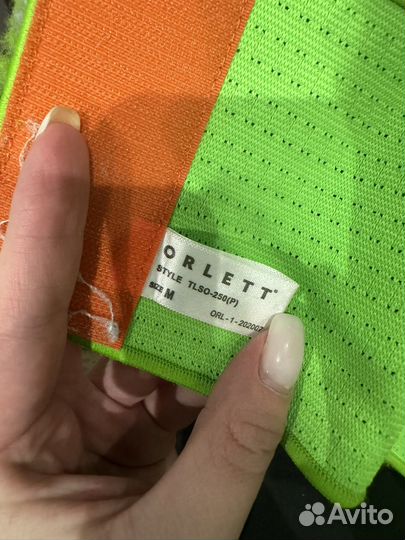 ORLETT®
STYLE TLSO-250(P)
SIZE M
ORL-1-202007
Avito